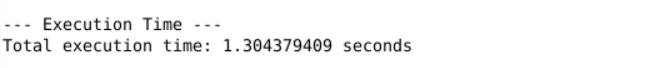 --- Execution Time ---
Total execution time: 1.304379409 seconds